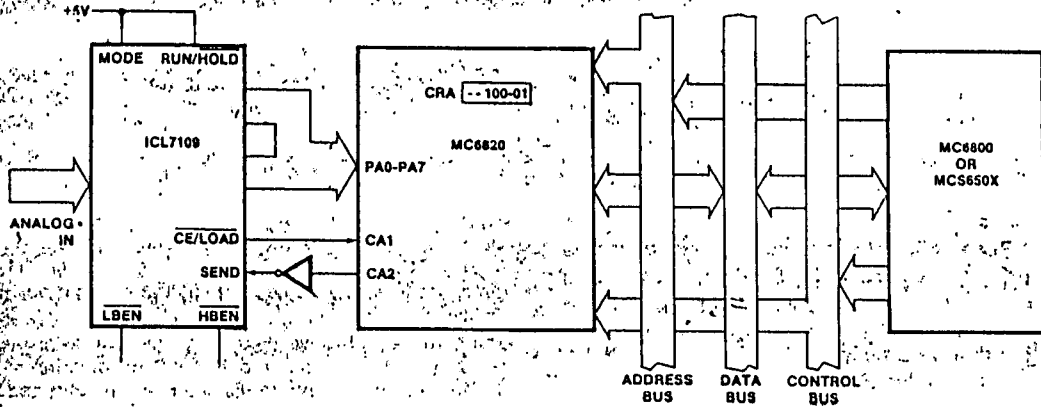 +5V
MODE RUN/HOLD
ICL7109
ANALOG
IN
CE/LOAD
SEND
LBEN HBEN
CRA --100-01
MC6820
PA0-PA7
CA1
CA2
MC6800
OR
MCS650X
ADDRESS
BUS
DATA
BUS
CONTROL
BUS